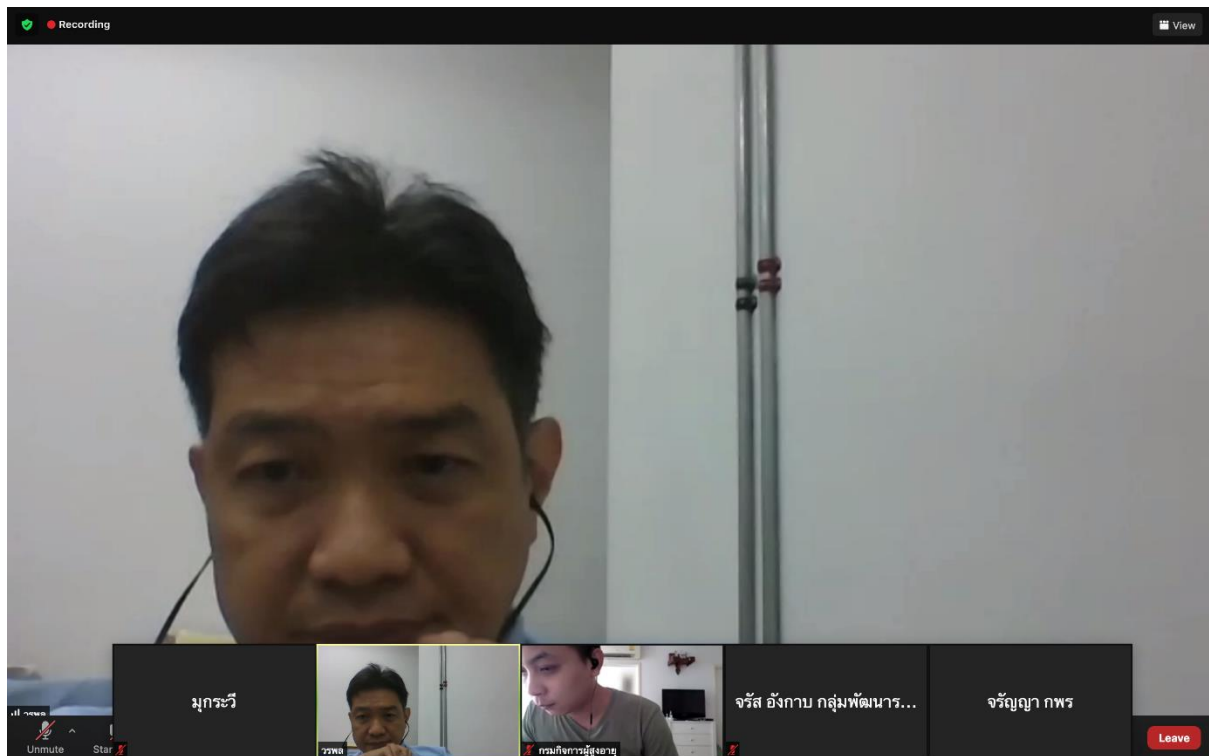 Recording
View
มุกระวี
จรัส อังกาบ กลุ่มพัฒนาร...
จรัญญา กพร
วรพล
กรมกิจการผู้สูงอายุ
Unmute
Leave